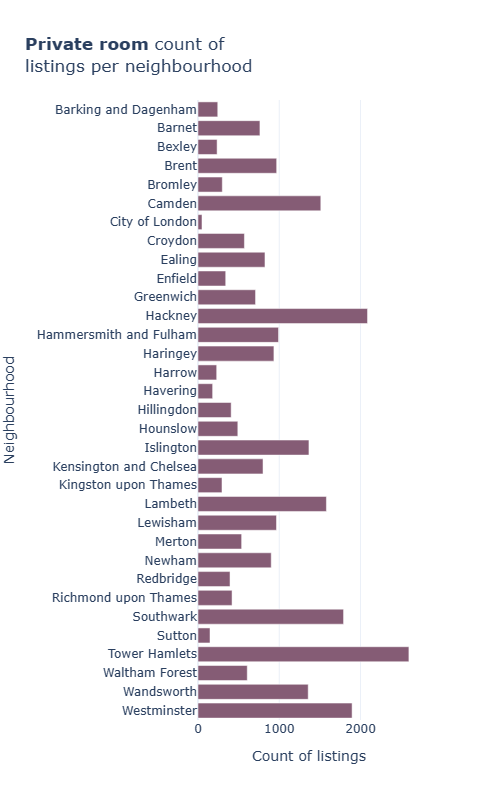 Private room count of
listings per neighbourhood
Barking and Dagenham
Barnet
Bexley
Brent
Bromley
Camden
City of London
Croydon
Ealing
Enfield
Greenwich
Hackney
Hammersmith and Fulham
Haringey
Harrow
Havering
Hillingdon
Hounslow
Islington
Kensington and Chelsea
Kingston upon Thames
Lambeth
Lewisham
Merton
Newham
Redbridge
Richmond upon Thames
Southwark
Sutton
Tower Hamlets
Waltham Forest
Wandsworth
Westminster
Neighbourhood
0 1000 2000
Count of listings